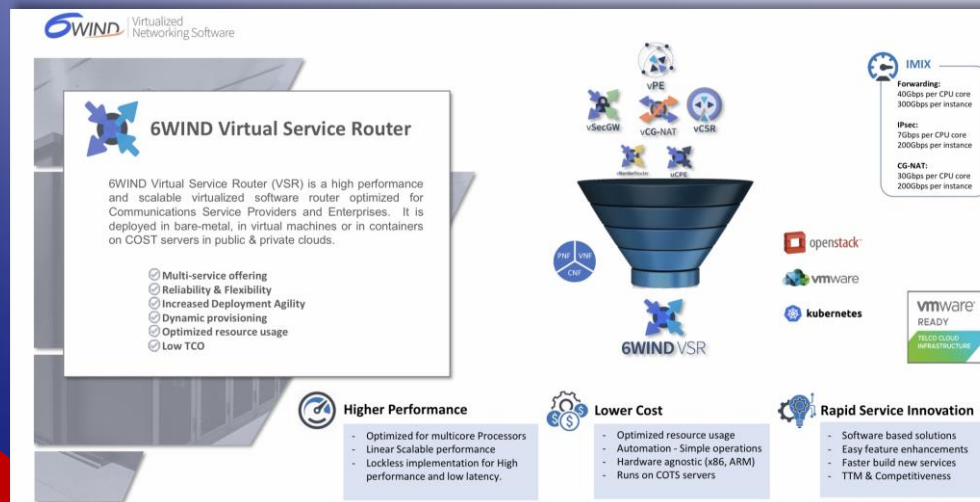 6WIND
Virtualized
Networking Software
6WIND Virtual Service Router
6WIND Virtual Service Router (VSR) is a high performance
and scalable virtualized software router optimized for
Communications Service Providers and Enterprises. It is
deployed in bare-metal, in virtual machines or in containers
on COST servers in public & private clouds.
Multi-service offering
Reliability & Flexibility
Increased Deployment Agility
Dynamic provisioning
Optimized resource usage
Low TCO
vPE
vSecGW
vCG-NAT
vCSR
vBorderRouter
uCPE
PNF
VNF
CNF
6WIND VSR
IMIX
Forwarding:
40Gbps per CPU core
300Gbps per instance
IPsec:
7Gbps per CPU core
200Gbps per instance
CG-NAT:
30Gbps per CPU core
200Gbps per instance
openstack
vmware
kubernetes
vmware
READY
TELCO CLOUD
INFRASTRUCTURE
Higher Performance
- Optimized for multicore Processors
- Linear Scalable performance
- Lockless implementation for High
performance and low latency.
Lower Cost
- Optimized resource usage
- Automation - Simple operations
- Hardware agnostic (x86, ARM)
- Runs on COTS servers
Rapid Service Innovation
- Software based solutions
- Easy feature enhancements
- Faster build new services
- TTM & Competitiveness